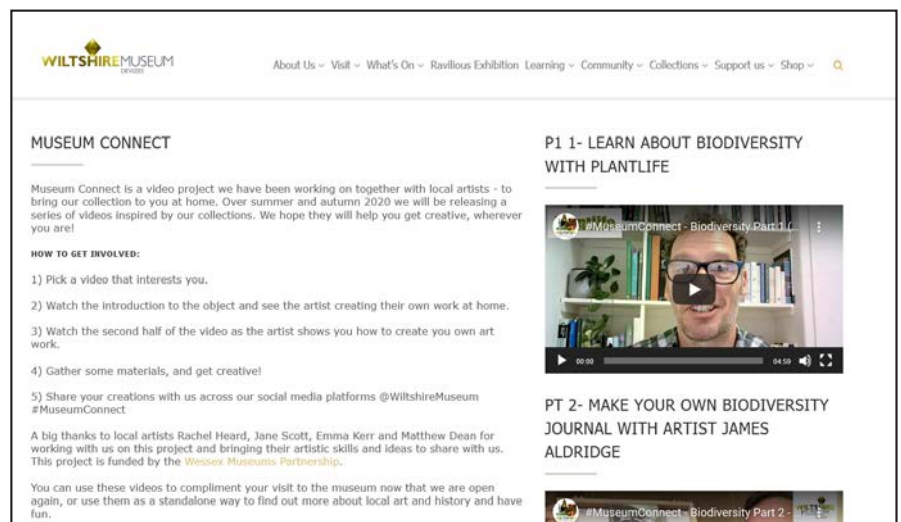 WILTSHIREMUSEUM
DEVIZES
About Us Visit What's On Ravilious Exhibition Learning Community Collections Support us Shop
MUSEUM CONNECT
Museum Connect is a video project we have been working on together with local artists - to
bring our collection to you at home. Over summer and autumn 2020 we will be releasing a
series of videos inspired by our collections. We hope they will help you get creative, wherever
you are!
HOW TO GET INVOLVED:
1) Pick a video that interests you.
2) Watch the introduction to the object and see the artist creating their own work at home.
3) Watch the second half of the video as the artist shows you how to create you own art
work.
4) Gather some materials, and get creative!
5) Share your creations with us across our social media platforms @WiltshireMuseum
#MuseumConnect
A big thanks to local artists Rachel Heard, Jane Scott, Emma Kerr and Matthew Dean for
working with us on this project and bringing their artistic skills and ideas to share with us.
This project is funded by the Wessex Museums Partnership.
You can use these videos to compliment your visit to the museum now that we are open
again, or use them as a standalone way to find out more about local art and history and have
fun.
P1 1- LEARN ABOUT BIODIVERSITY
WITH PLANTLIFE
#MuseumConnect - Biodiversity Part 1 (...
00:00 04:59
PT 2- MAKE YOUR OWN BIODIVERSITY
JOURNAL WITH ARTIST JAMES
ALDRIDGE
#MuseumConnect - Biodiversity Part 2 -